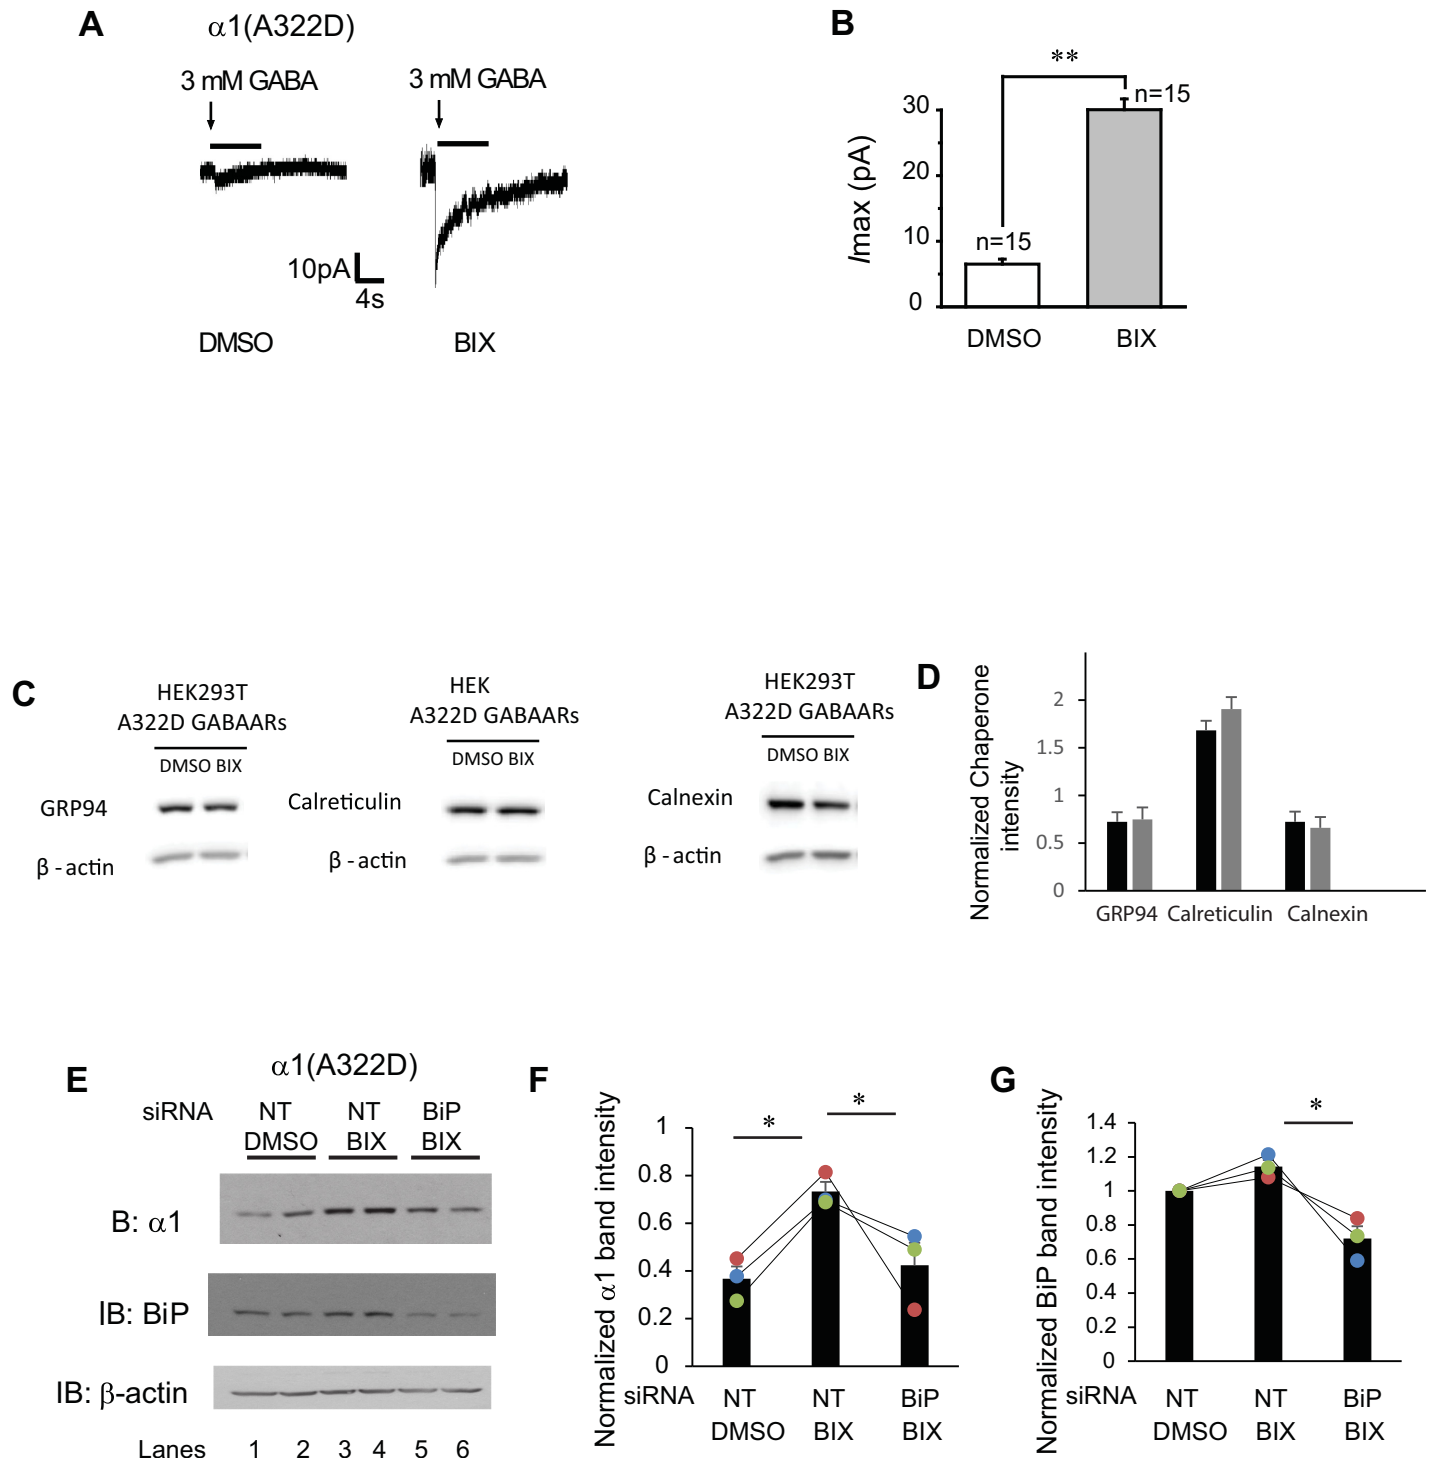 A
α1(A322D)
3 mM GABA
3 mM GABA
10pA
4s
DMSO
BIX
B
**
n=15
n=15
Imax (pA)
30
20
10
0
DMSO
BIX
C
HEK293T
A322D GABAARs
DMSO BIX
GRP94
β - actin
HEK
A322D GABAARs
DMSO BIX
Calreticulin
β - actin
HEK293T
A322D GABAARs
DMSO BIX
Calnexin
β - actin
D
Normalized Chaperone
intensity
2
1.5
1
0.5
0
GRP94 Calreticulin Calnexin
E
α1(A322D)
siRNA NT NT BiP
DMSO BIX BIX
B: α1
IB: BiP
IB: β-actin
Lanes 1 2 3 4 5 6
F
Normalized α1 band intensity
1
0.8
0.6
0.4
0.2
0
*
*
siRNA NT NT BiP
DMSO BIX BIX
G
Normalized BiP band intensity
1.4
1.2
1
0.8
0.6
0.4
0.2
0
*
siRNA NT NT BiP
DMSO BIX BIX